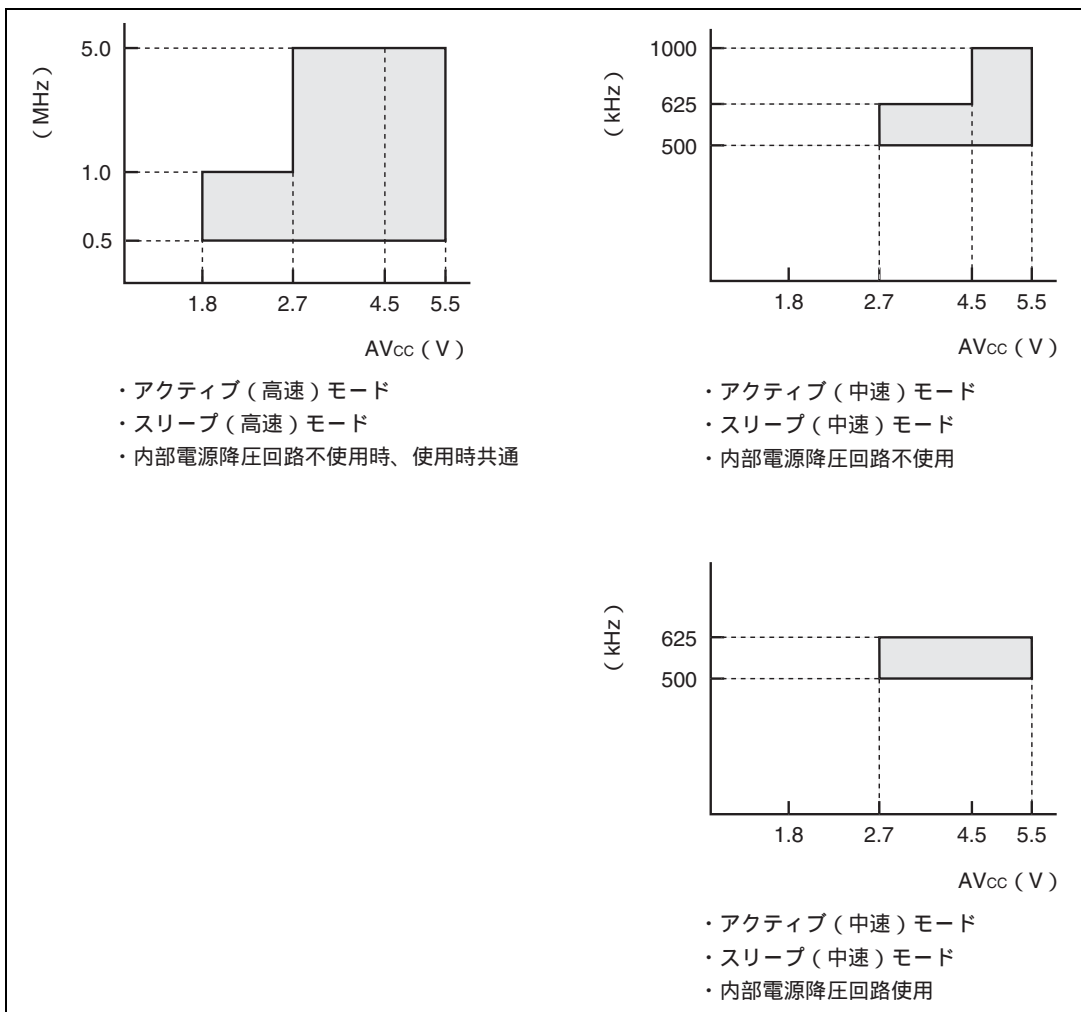 5.0
(MHz)
1.0
0.5
1.8 2.7 4.5 5.5
AVcc(V)
・アクティブ(高速)モード
・スリープ(高速)モード
・内部電源降圧回路不使用時、使用時共通
1000
(kHz)
625
500
1.8 2.7 4.5 5.5
AVcc(V)
・アクティブ(中速)モード
・スリープ(中速)モード
・内部電源降圧回路不使用
(kHz)
625
500
1.8 2.7 4.5 5.5
AVcc(V)
・アクティブ(中速)モード
・スリープ(中速)モード
・内部電源降圧回路使用